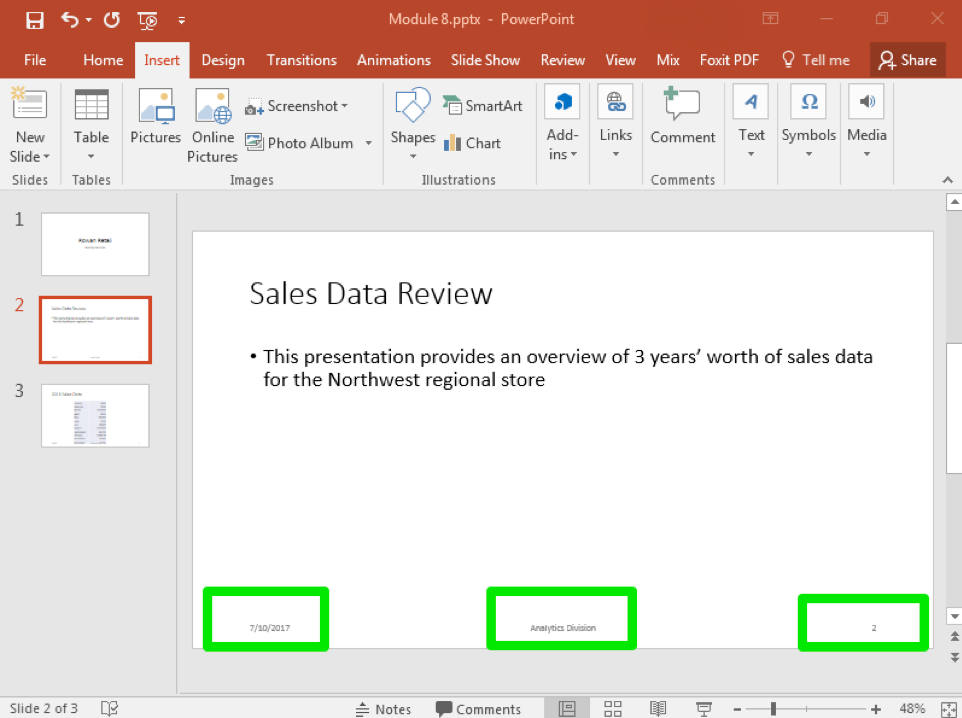 Module 8.pptx - PowerPoint
File Home Insert Design Transitions Animations Slide Show Review View Mix Foxit PDF Tell me Share
New Slide
Table
Pictures
Online Pictures
Screenshot
Photo Album
Shapes
SmartArt
Chart
Add-ins
Links
Comment
Text
Symbols
Media
Slides Tables Images Illustrations Comments
1
Rowan Retail
2
Sales Data Review
3
Sales Data Review
• This presentation provides an overview of 3 years’ worth of sales data
for the Northwest regional store
7/10/2017 Analytics Division 2
Slide 2 of 3 Notes Comments 48%